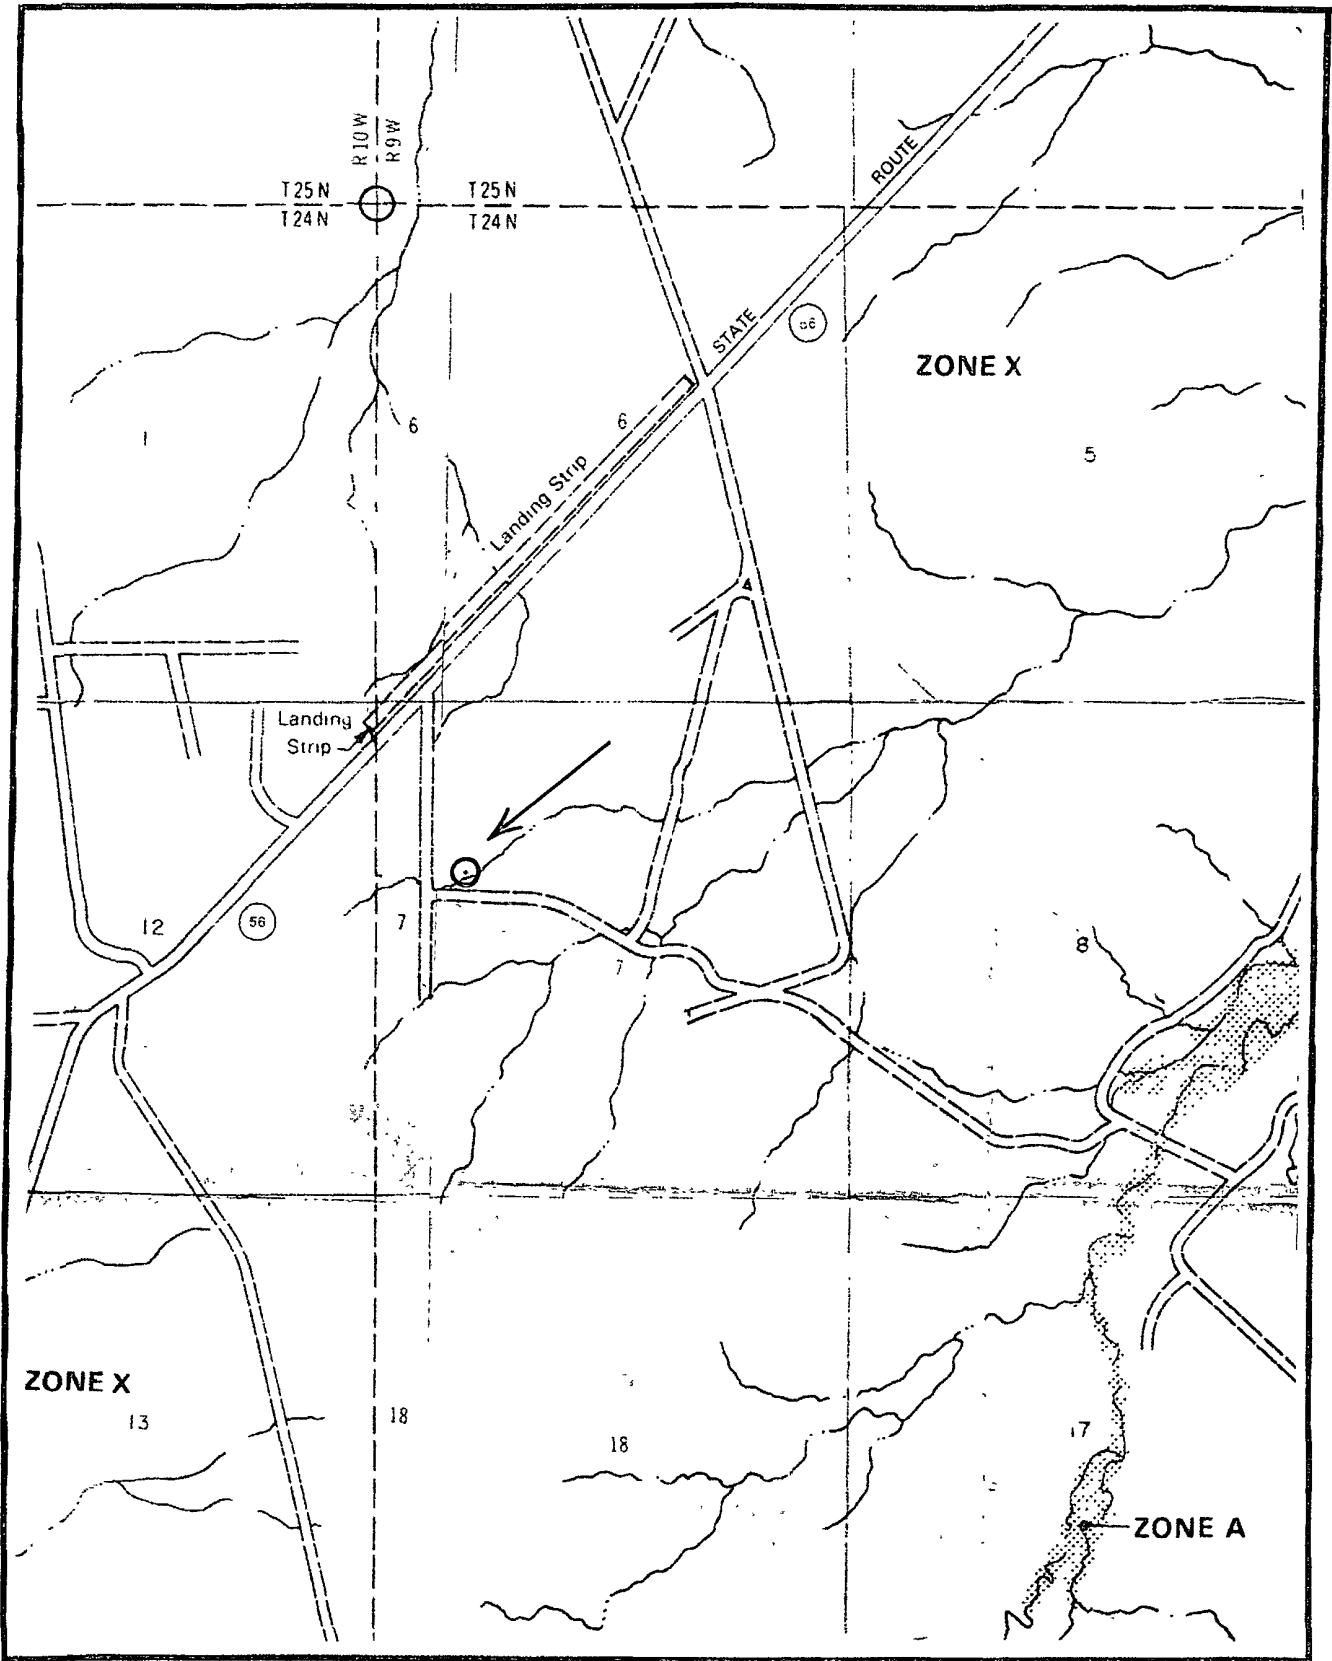 R10W
R9W
T25N
T25N
T24N
T24N
ROUTE
STATE
ZONE X
6
6
1
5
Landing Strip
Landing
Strip
12
56
7
8
7
ZONE X
13
18
18
17
ZONE A